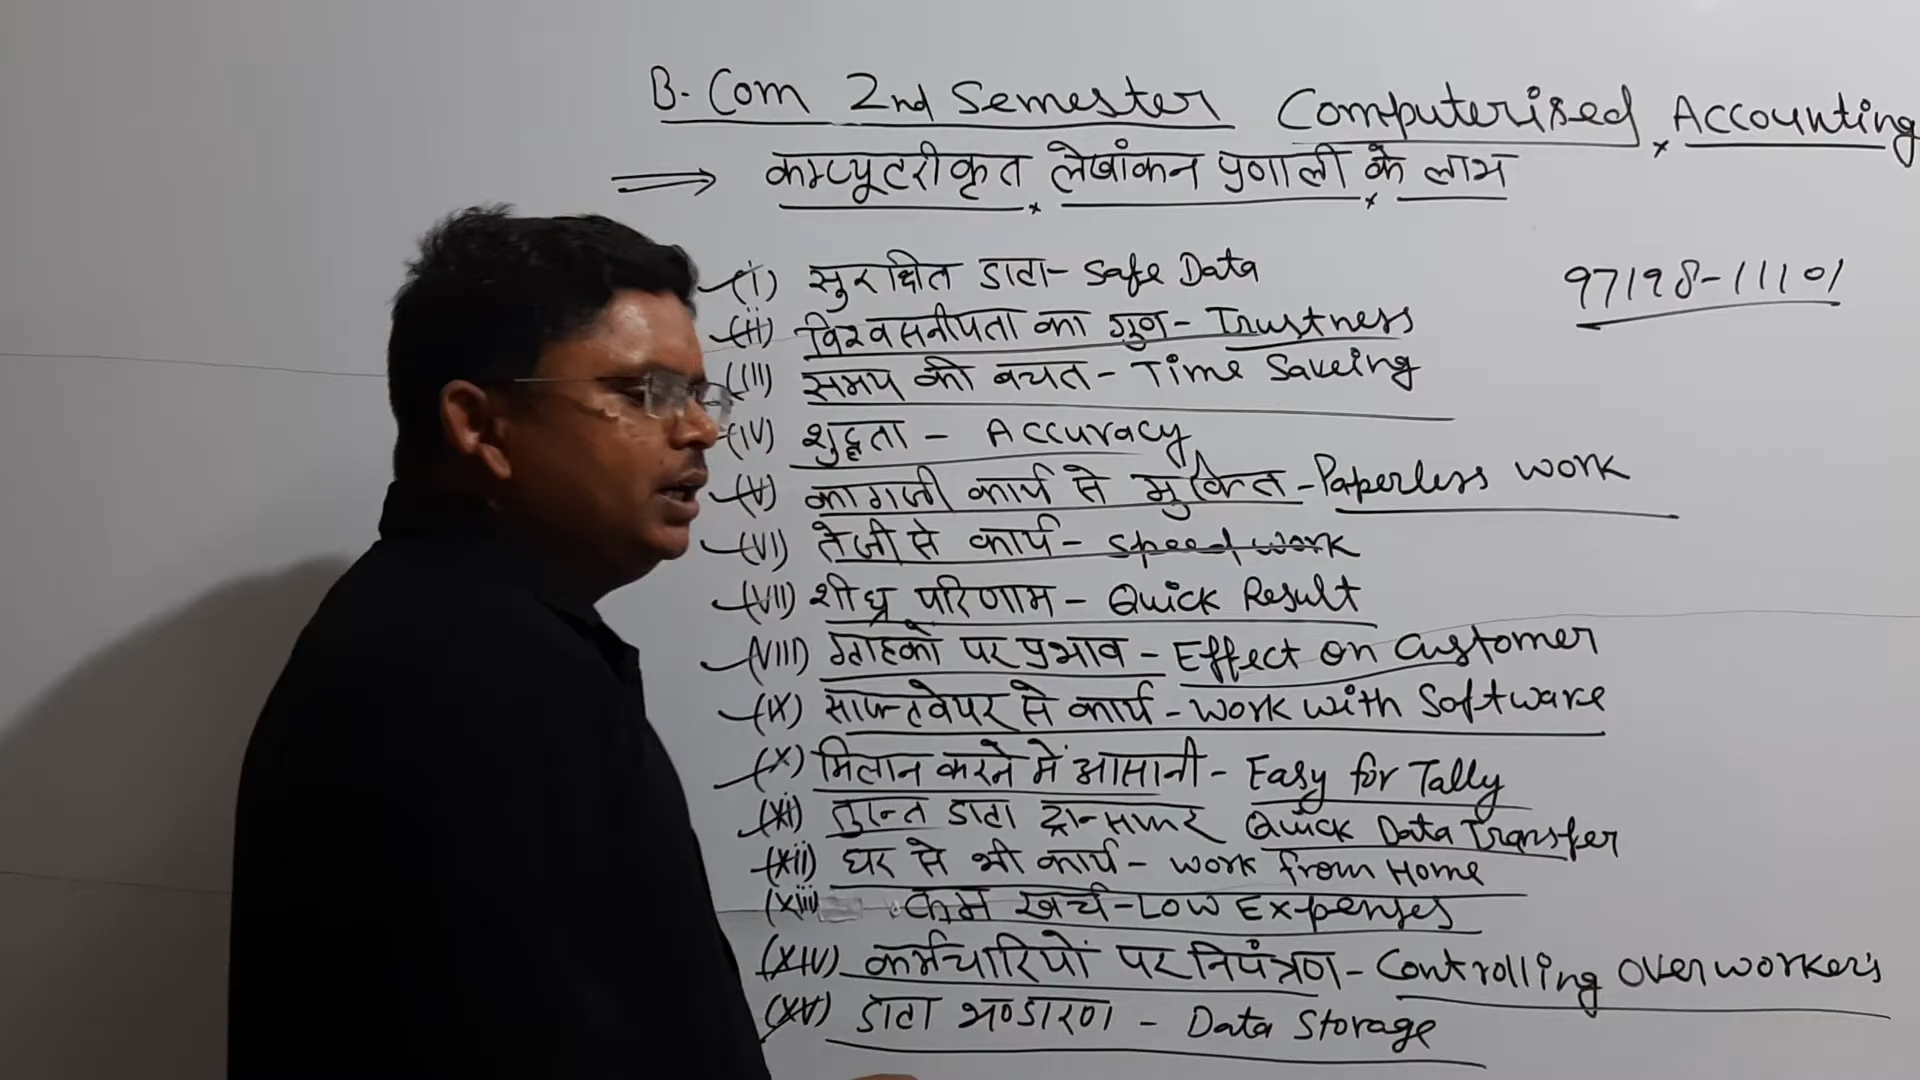 B. Com 2nd Semester Computerised Accounting
⇒ कम्प्यूटरीकृत लेखांकन प्रणाली के लाभ
97198-11101
(i) सुरक्षित डाटा - Safe Data
(ii) विश्वसनीयता का गुण - Trustness
(III) समय की बचत - Time Saveing
(IV) शुद्धता - Accuracy
(V) कागजी कार्य से मुक्ति - Paperless work
(VI) तेजी से कार्य - Speed work
(VII) शीघ्र परिणाम - Quick Result
(VIII) ग्राहकों पर प्रभाव - Effect on Customer
(IX) साफ्टवेयर से कार्य - Work with Software
(X) मिलान करने में आसानी - Easy for Tally
(XI) तुरन्त डाटा ट्रान्सफर Quick Data Transfer
(xii) घर से भी कार्य - Work from Home
(xiii) कम खर्च - Low Expenses
(XIV) कर्मचारियों पर नियंत्रण - Controlling over worker's
(XV) डाटा भण्डारण - Data Storage